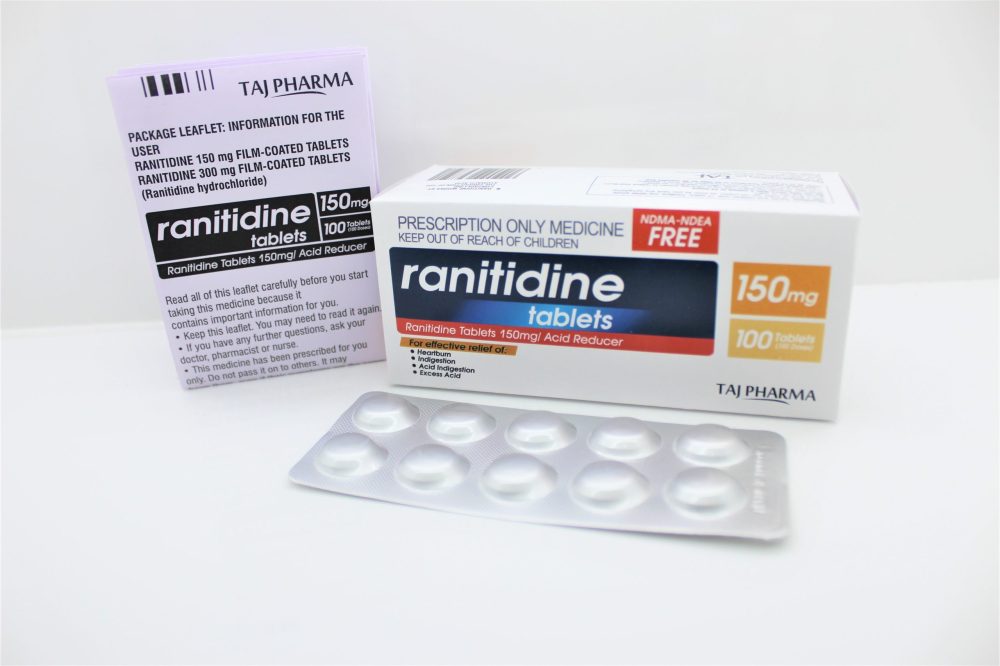 TAJ PHARMA
PACKAGE LEAFLET: INFORMATION FOR THE
USER
RANITIDINE 150 mg FILM-COATED TABLETS
RANITIDINE 300 mg FILM-COATED TABLETS
(Ranitidine hydrochloride)
ranitidine
tablets
150mg
100 Tablets
Ranitidine Tablets 150mg/ Acid Reducer
Read all of this leaflet carefully before you start
taking this medicine because it
contains important information for you.
• Keep this leaflet. You may need to read it again.
• If you have any further questions, ask your
doctor, pharmacist or nurse.
• This medicine has been prescribed for you
only. Do not pass it on to others. It may
PRESCRIPTION ONLY MEDICINE
KEEP OUT OF REACH OF CHILDREN
NDMA-NDEA
FREE
ranitidine
tablets
Ranitidine Tablets 150mg/ Acid Reducer
For effective relief of:
• Heartburn
• Indigestion
• Acid Indigestion
• Excess Acid
150mg
100 Tablets
TAJ PHARMA